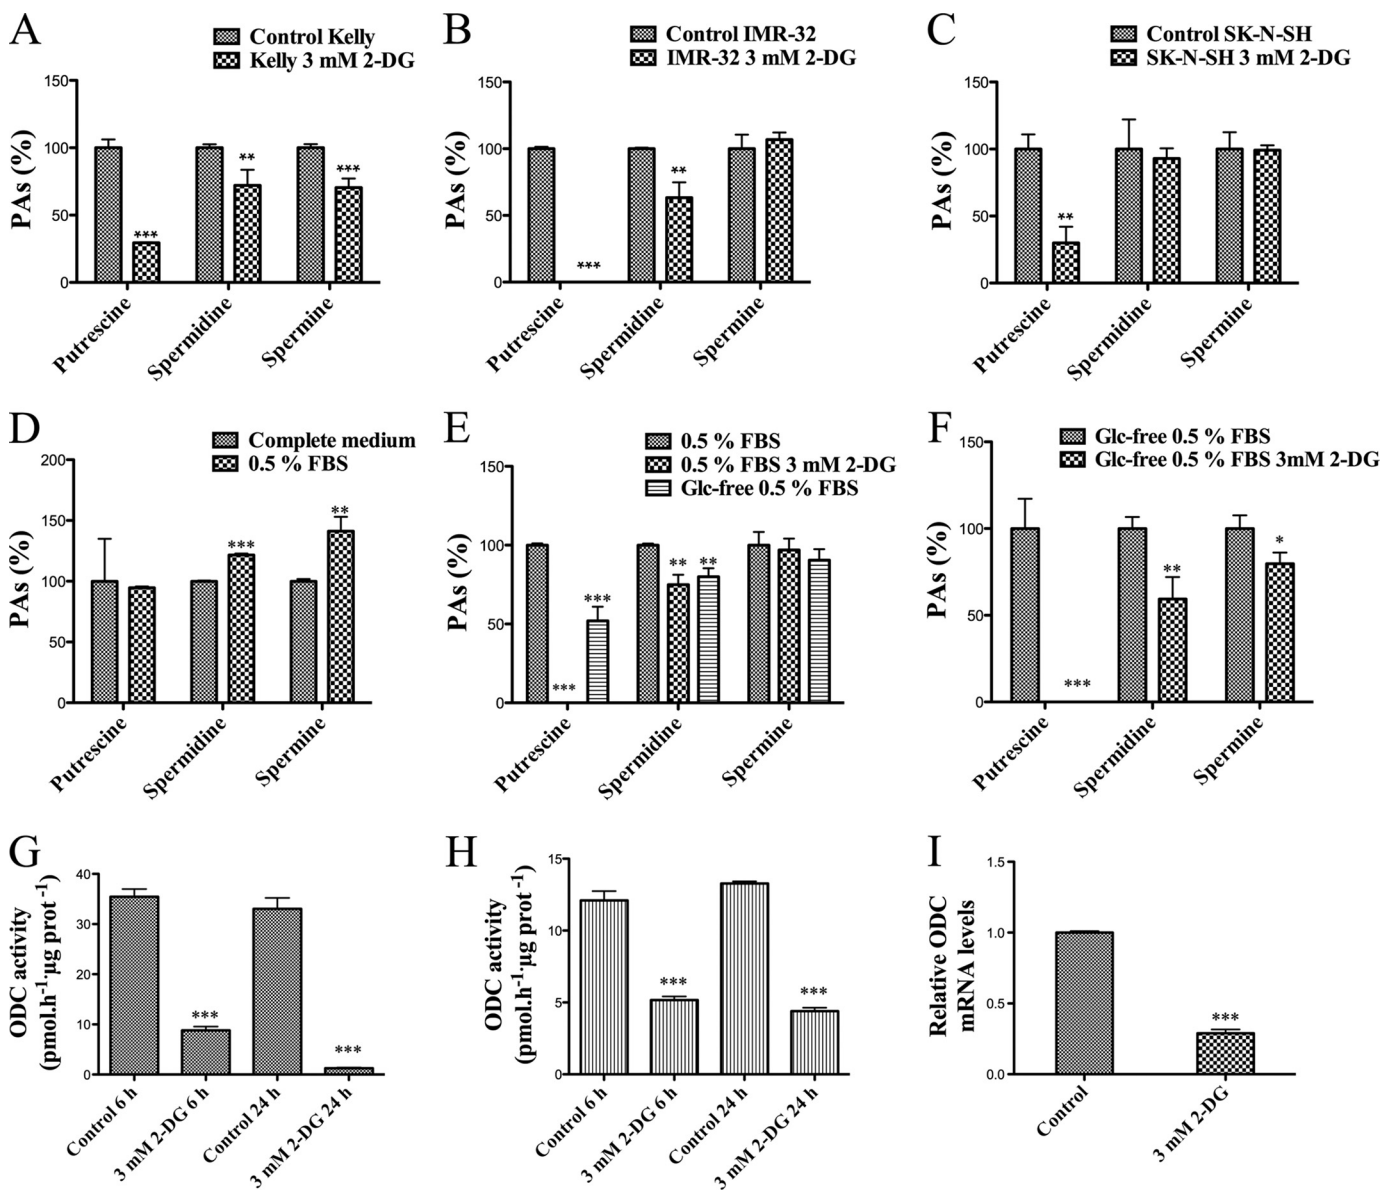 A
Control Kelly
Kelly 3 mM 2-DG
PAs (%)
150
100
50
0
**
***
***
Putrescine
Spermidine
Spermine
B
Control IMR-32
IMR-32 3 mM 2-DG
PAs (%)
150
100
50
0
**
***
Putrescine
Spermidine
Spermine
C
Control SK-N-SH
SK-N-SH 3 mM 2-DG
PAs (%)
150
100
50
0
**
Putrescine
Spermidine
Spermine
D
Complete medium
0.5 % FBS
PAs (%)
200
150
100
50
0
**
***
Putrescine
Spermidine
Spermine
E
0.5 % FBS
0.5 % FBS 3 mM 2-DG
Glc-free 0.5 % FBS
PAs (%)
150
100
50
0
** **
***
***
Putrescine
Spermidine
Spermine
F
Glc-free 0.5 % FBS
Glc-free 0.5 % FBS 3mM 2-DG
PAs (%)
150
100
50
0
*
**
***
Putrescine
Spermidine
Spermine
G
ODC activity
(pmol.h⁻¹·µg prot ⁻¹)
40
30
20
10
0
***
***
Control 6 h
3 mM 2-DG 6 h
Control 24 h
3 mM 2-DG 24 h
H
ODC activity
(pmol.h⁻¹·µg prot ⁻¹)
15
10
5
0
***
***
Control 6 h
3 mM 2-DG 6 h
Control 24 h
3 mM 2-DG 24 h
I
Relative ODC
mRNA levels
1.5
1.0
0.5
0.0
***
Control
3 mM 2-DG